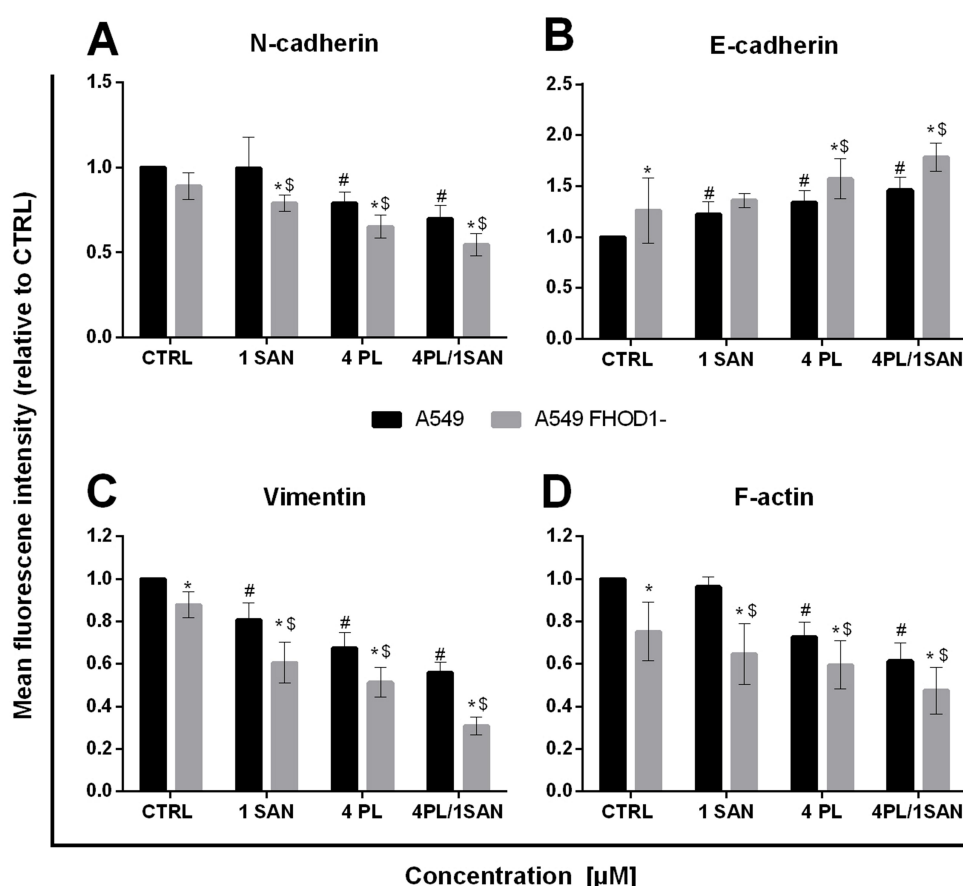 A
N-cadherin
1.5
1.0
0.5
0.0
* $
#
* $
#
* $
CTRL
1 SAN
4 PL
4PL/1SAN
B
E-cadherin
2.5
2.0
1.5
1.0
0.5
0.0
*
#
#
* $
#
* $
CTRL
1 SAN
4 PL
4PL/1SAN
A549
A549 FHOD1-
C
Vimentin
1.2
1.0
0.8
0.6
0.4
0.2
0.0
*
#
* $
#
* $
#
* $
CTRL
1 SAN
4 PL
4PL/1SAN
D
F-actin
1.2
1.0
0.8
0.6
0.4
0.2
0.0
*
* $
#
* $
#
* $
CTRL
1 SAN
4 PL
4PL/1SAN
Mean fluorescene intensity (relative to CTRL)
Concentration [µM]